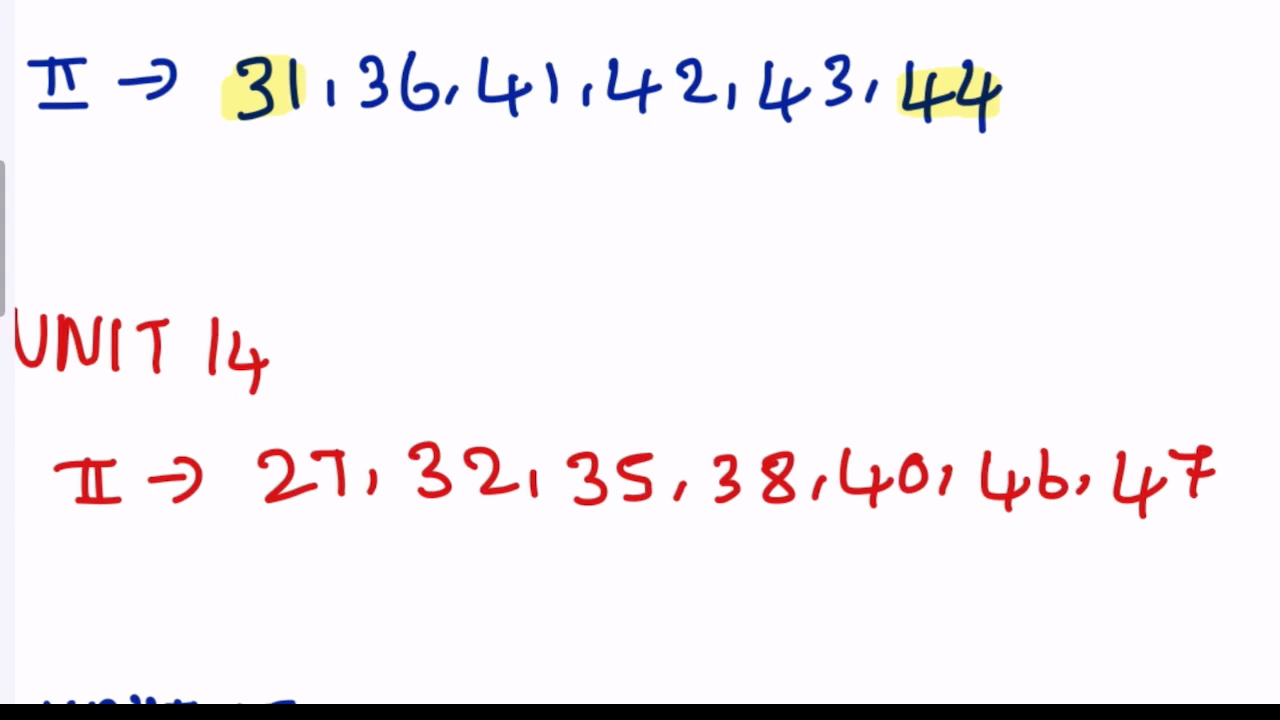 II → 31, 36, 41, 42, 43, 44
UNIT 14
II → 27, 32, 35, 38, 40, 46, 47